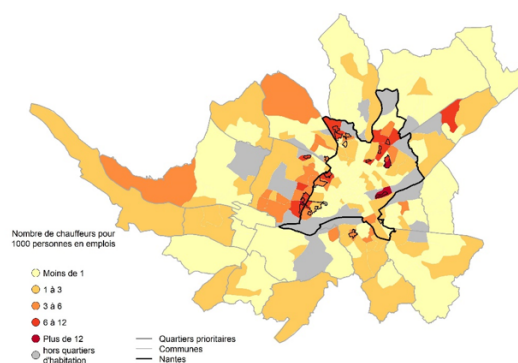 Nombre de chauffeurs pour
1000 personnes en emplois
Moins de 1
1 à 3
3 à 6
6 à 12
Plus de 12
hors quartiers
d'habitation
Quartiers prioritaires
Communes
Nantes